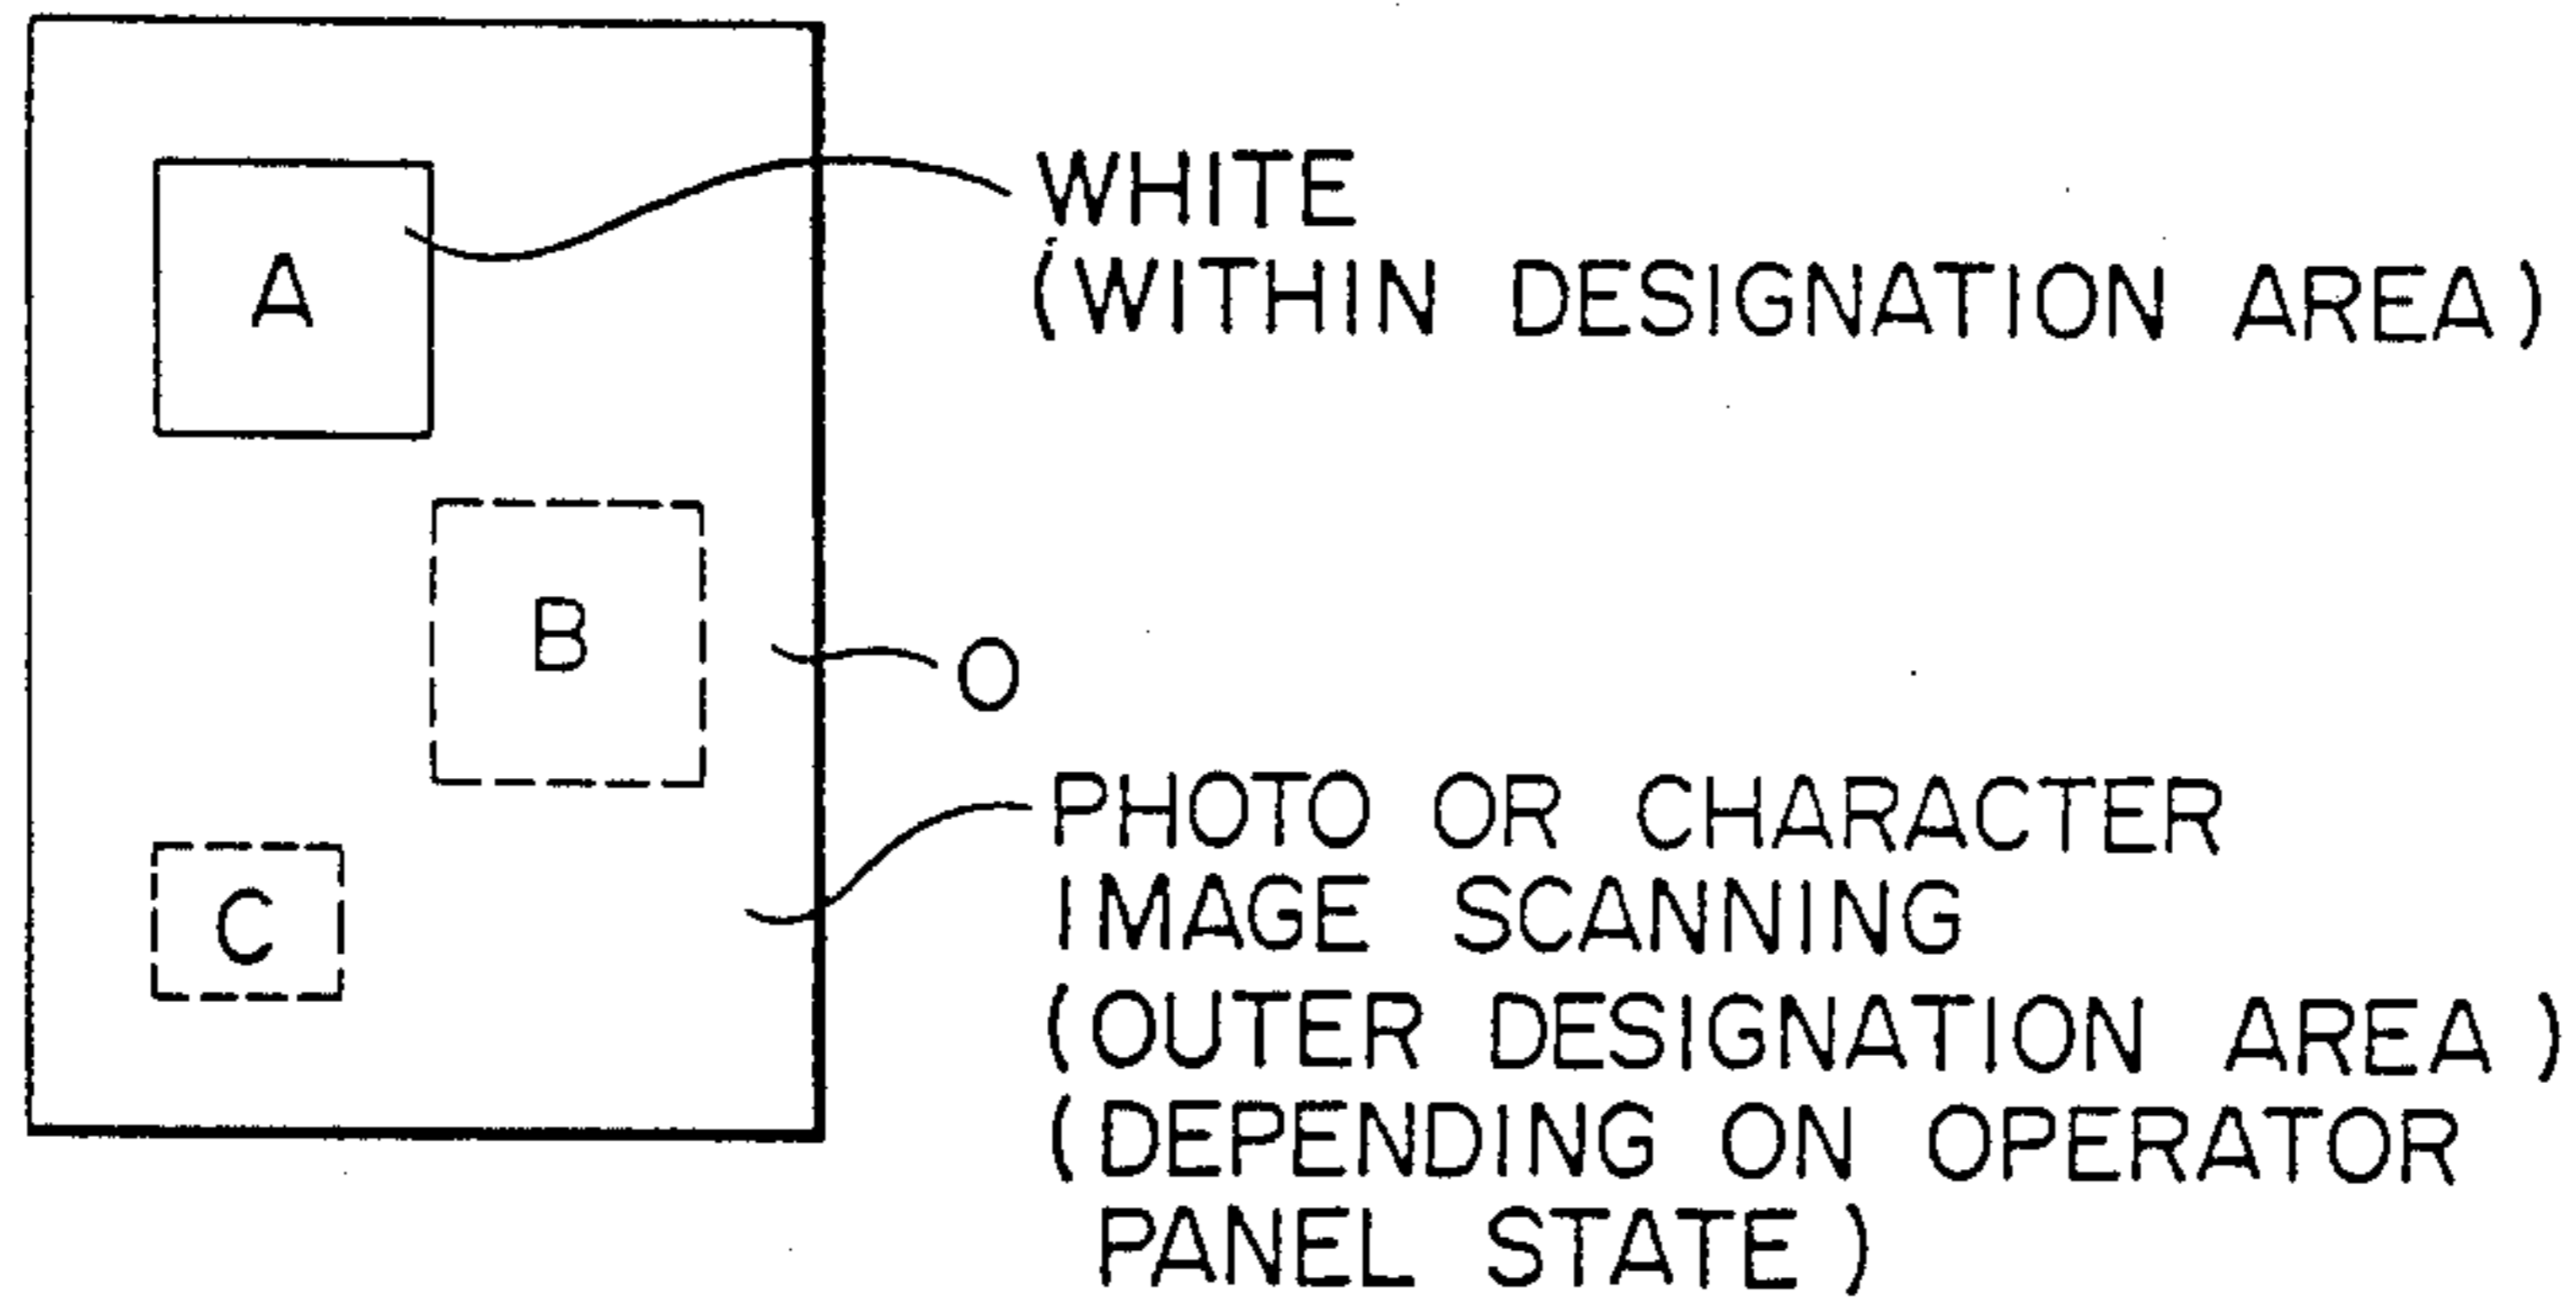 A
WHITE
(WITHIN DESIGNATION AREA)
B
O
C
PHOTO OR CHARACTER
IMAGE SCANNING
(OUTER DESIGNATION AREA)
(DEPENDING ON OPERATOR
PANEL STATE)